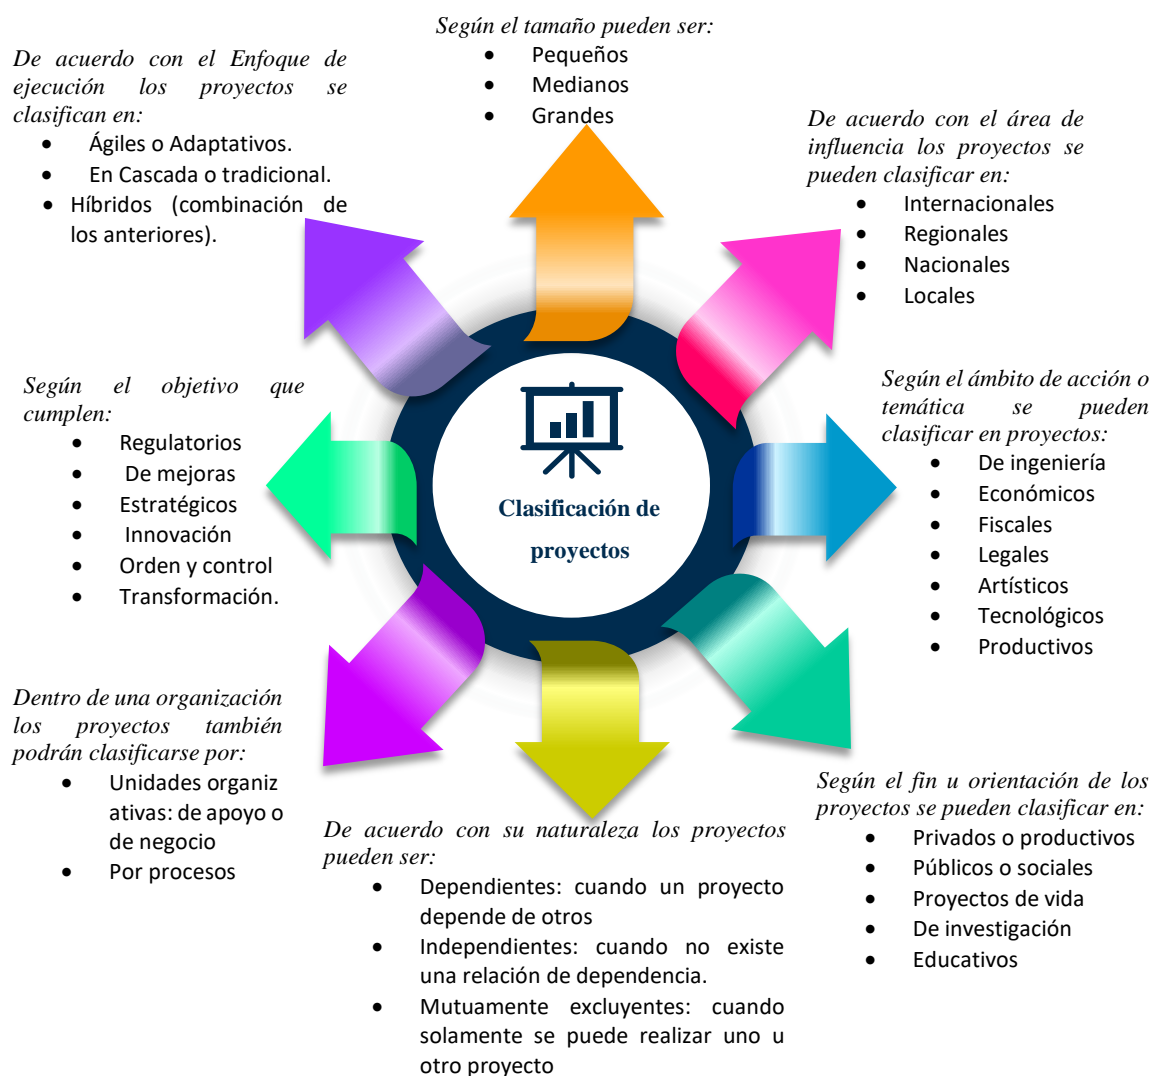 Según el tamaño pueden ser:
• Pequeños
• Medianos
• Grandes
De acuerdo con el Enfoque de
ejecución los proyectos se
clasifican en:
• Ágiles o Adaptativos.
• En Cascada o tradicional.
• Híbridos (combinación de
los anteriores).
De acuerdo con el área de
influencia los proyectos se
pueden clasificar en:
• Internacionales
• Regionales
• Nacionales
• Locales
Según el objetivo que
cumplen:
• Regulatorios
• De mejoras
• Estratégicos
• Innovación
• Orden y control
• Transformación.
Clasificación de
proyectos
Según el ámbito de acción o
temática se pueden
clasificar en proyectos:
• De ingeniería
• Económicos
• Fiscales
• Legales
• Artísticos
• Tecnológicos
• Productivos
Dentro de una organización
los proyectos también
podrán clasificarse por:
• Unidades organiz
ativas: de apoyo o
de negocio
• Por procesos
De acuerdo con su naturaleza los proyectos
pueden ser:
• Dependientes: cuando un proyecto
depende de otros
• Independientes: cuando no existe
una relación de dependencia.
• Mutuamente excluyentes: cuando
solamente se puede realizar uno u
otro proyecto
Según el fin u orientación de los
proyectos se pueden clasificar en:
• Privados o productivos
• Públicos o sociales
• Proyectos de vida
• De investigación
• Educativos